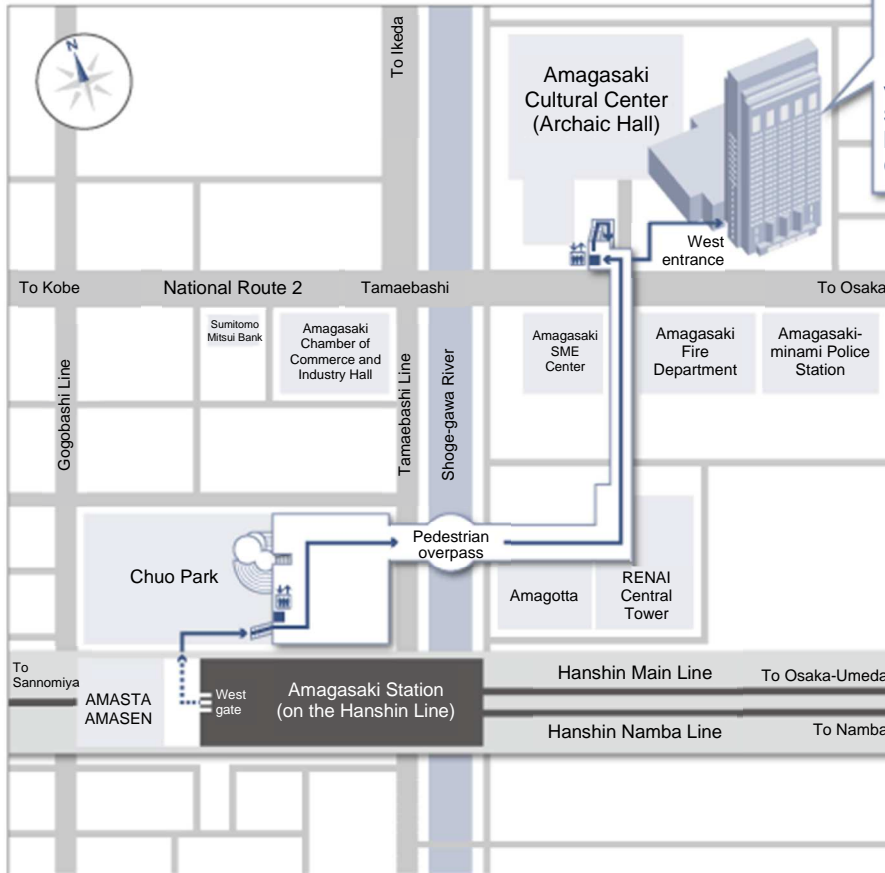 N
To Ikeda
Amagasaki
Cultural Center
(Archaic Hall)
West
entrance
To Kobe
National Route 2
Tamaebashi
To Osaka
Sumitomo
Mitsui Bank
Amagasaki
Chamber of
Commerce and
Industry Hall
Amagasaki
SME
Center
Amagasaki
Fire
Department
Amagasaki-
minami Police
Station
Gogobashi Line
Tamaebashi Line
Shoge-gawa River
Chuo Park
Pedestrian
overpass
Amagotta
RENAI
Central
Tower
To
Sannomiya
AMASTA
AMASEN
West
gate
Amagasaki Station
(on the Hanshin Line)
Hanshin Main Line
To Osaka-Umeda
Hanshin Namba Line
To Namba